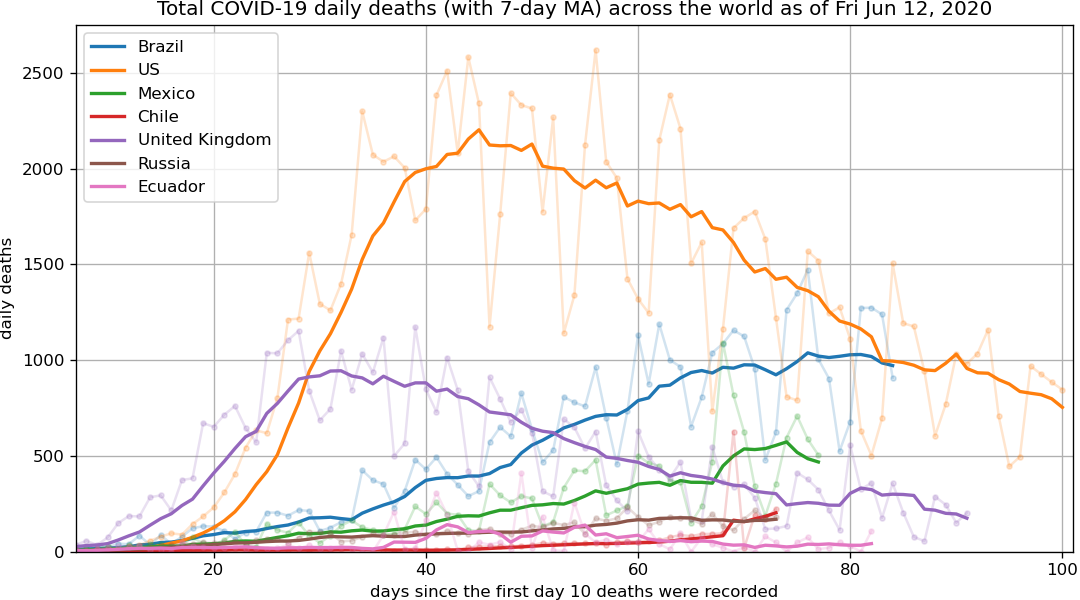 Total COVID-19 daily deaths (with 7-day MA) across the world as of Fri Jun 12, 2020
Brazil
US
Mexico
Chile
United Kingdom
Russia
Ecuador
2500
2000
1500
1000
500
0
daily deaths
20
40
60
80
100
days since the first day 10 deaths were recorded